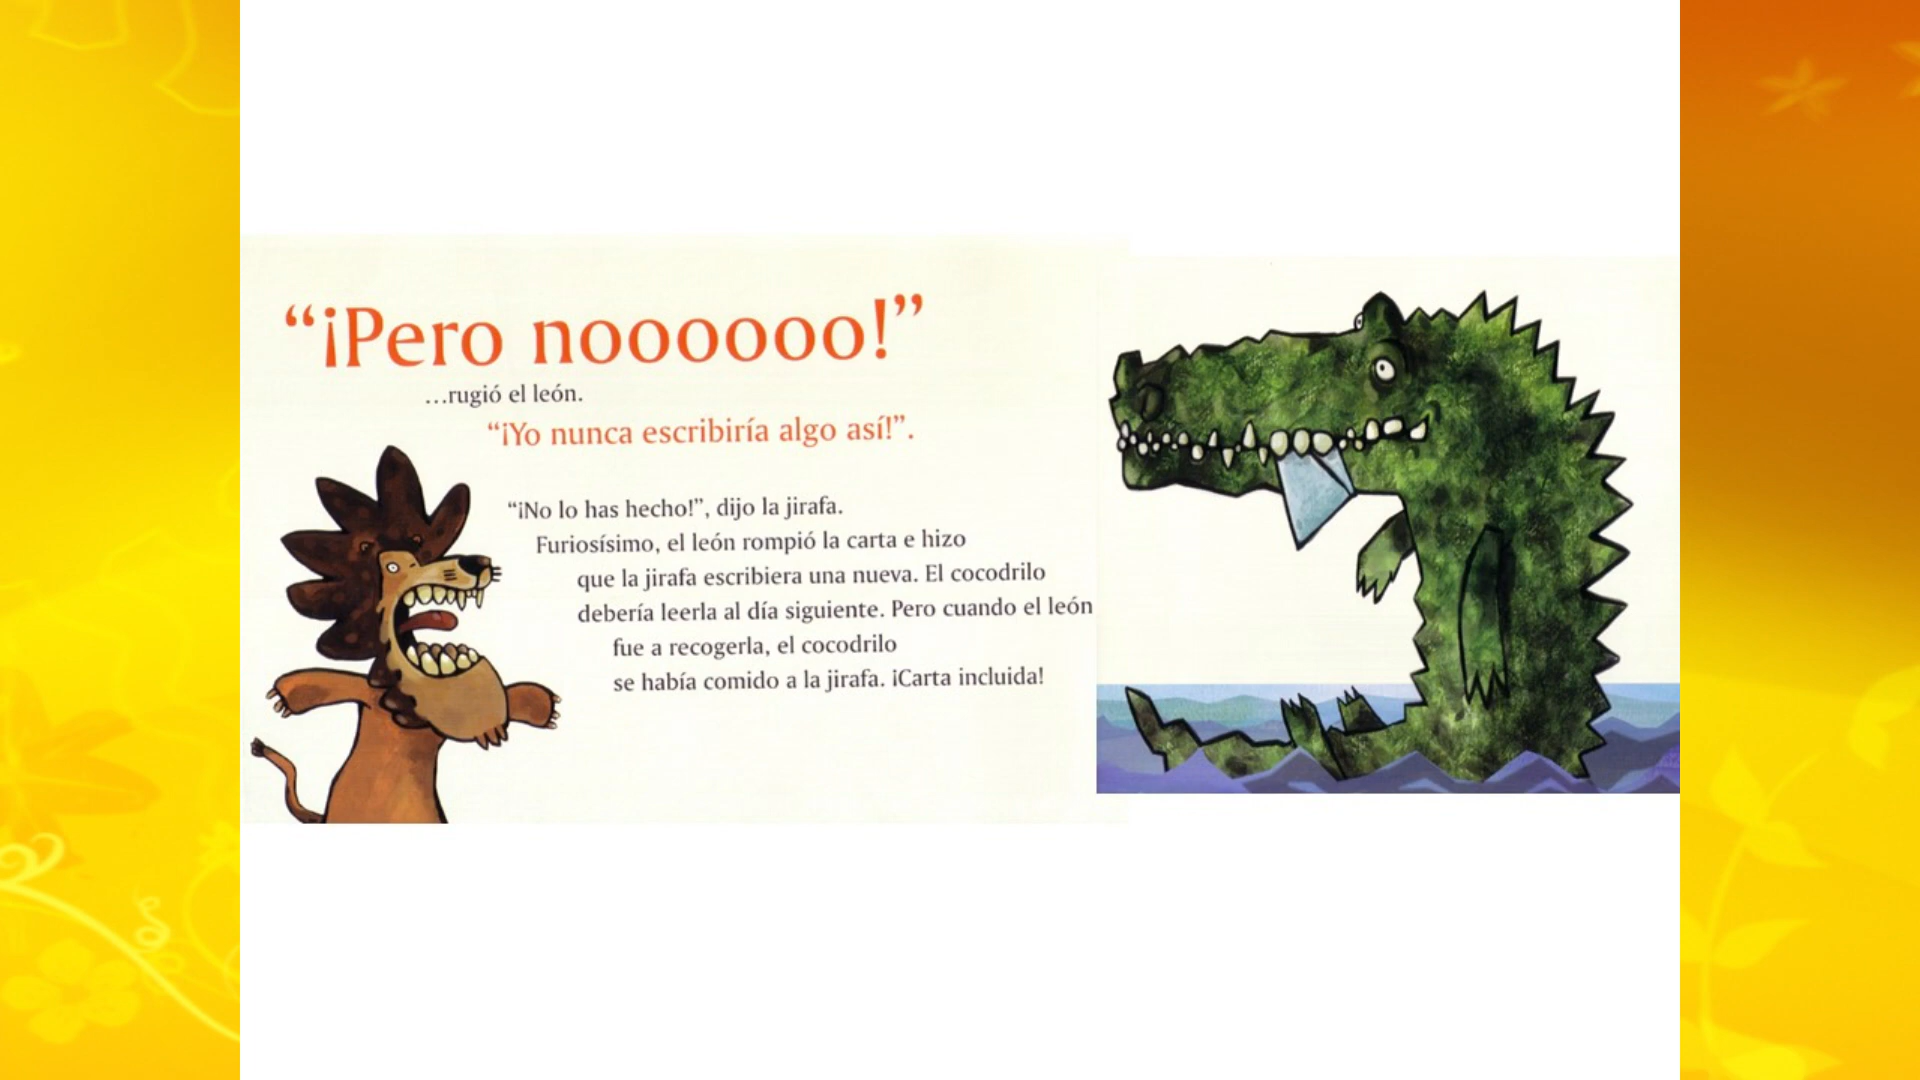 “¡Pero noooooo!”
…rugió el león.
“¡Yo nunca escribiría algo así!”.
“¡No lo has hecho!”, dijo la jirafa.
Furiosísimo, el león rompió la carta e hizo
que la jirafa escribiera una nueva. El cocodrilo
debería leerla al día siguiente. Pero cuando el león
fue a recogerla, el cocodrilo
se había comido a la jirafa. ¡Carta incluida!